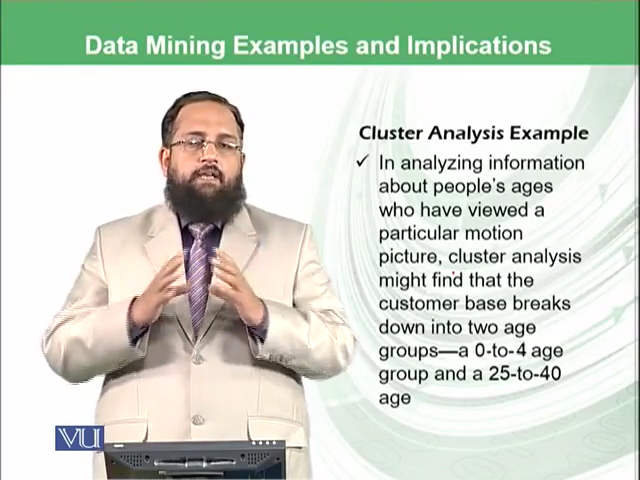 Data Mining Examples and Implications
Cluster Analysis Example
✓ In analyzing information
about people's ages
who have viewed a
particular motion
picture, cluster analysis
might find that the
customer base breaks
down into two age
groups—a 0-to-4 age
group and a 25-to-40
age
VU